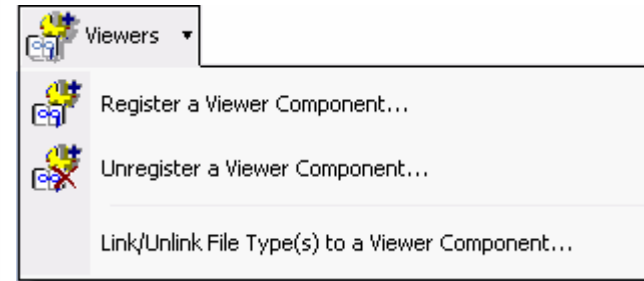 Viewers
Register a Viewer Component...
Unregister a Viewer Component...
Link/Unlink File Type(s) to a Viewer Component...